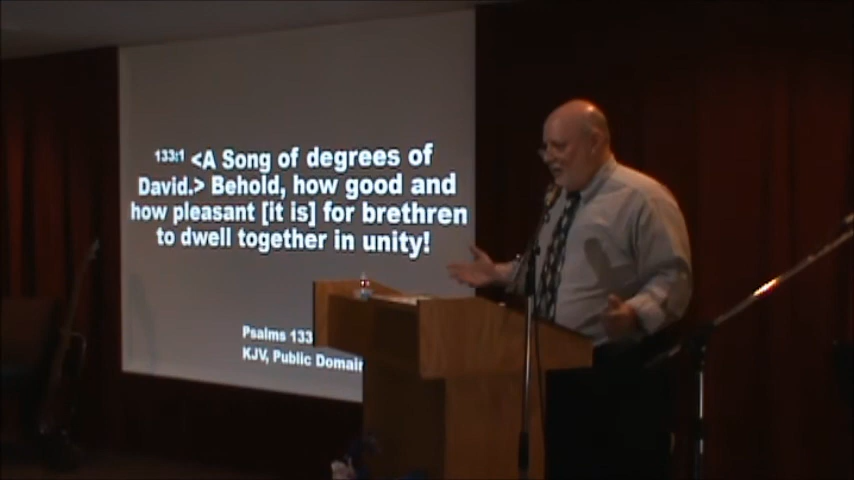 133:1 <A Song of degrees of
David.> Behold, how good and
how pleasant [it is] for brethren
to dwell together in unity!
Psalms 133
KJV, Public Domain